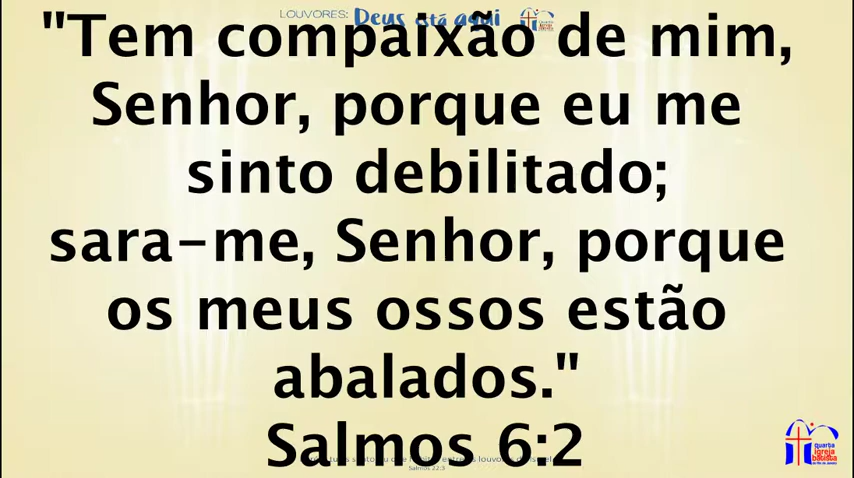 LOUVORES: Deus está aqui
"Tem compaixão de mim,
Senhor, porque eu me
sinto debilitado;
sara-me, Senhor, porque
os meus ossos estão
abalados."
Salmos 6:2
Salmos 22:3
quarta
igreja
batista